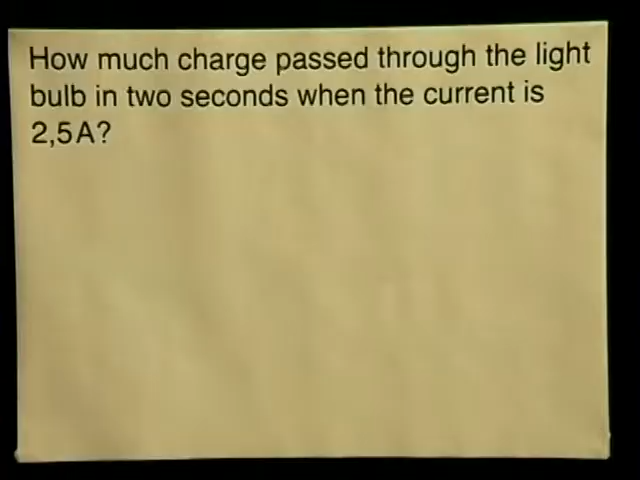 How much charge passed through the light
bulb in two seconds when the current is
2,5A?